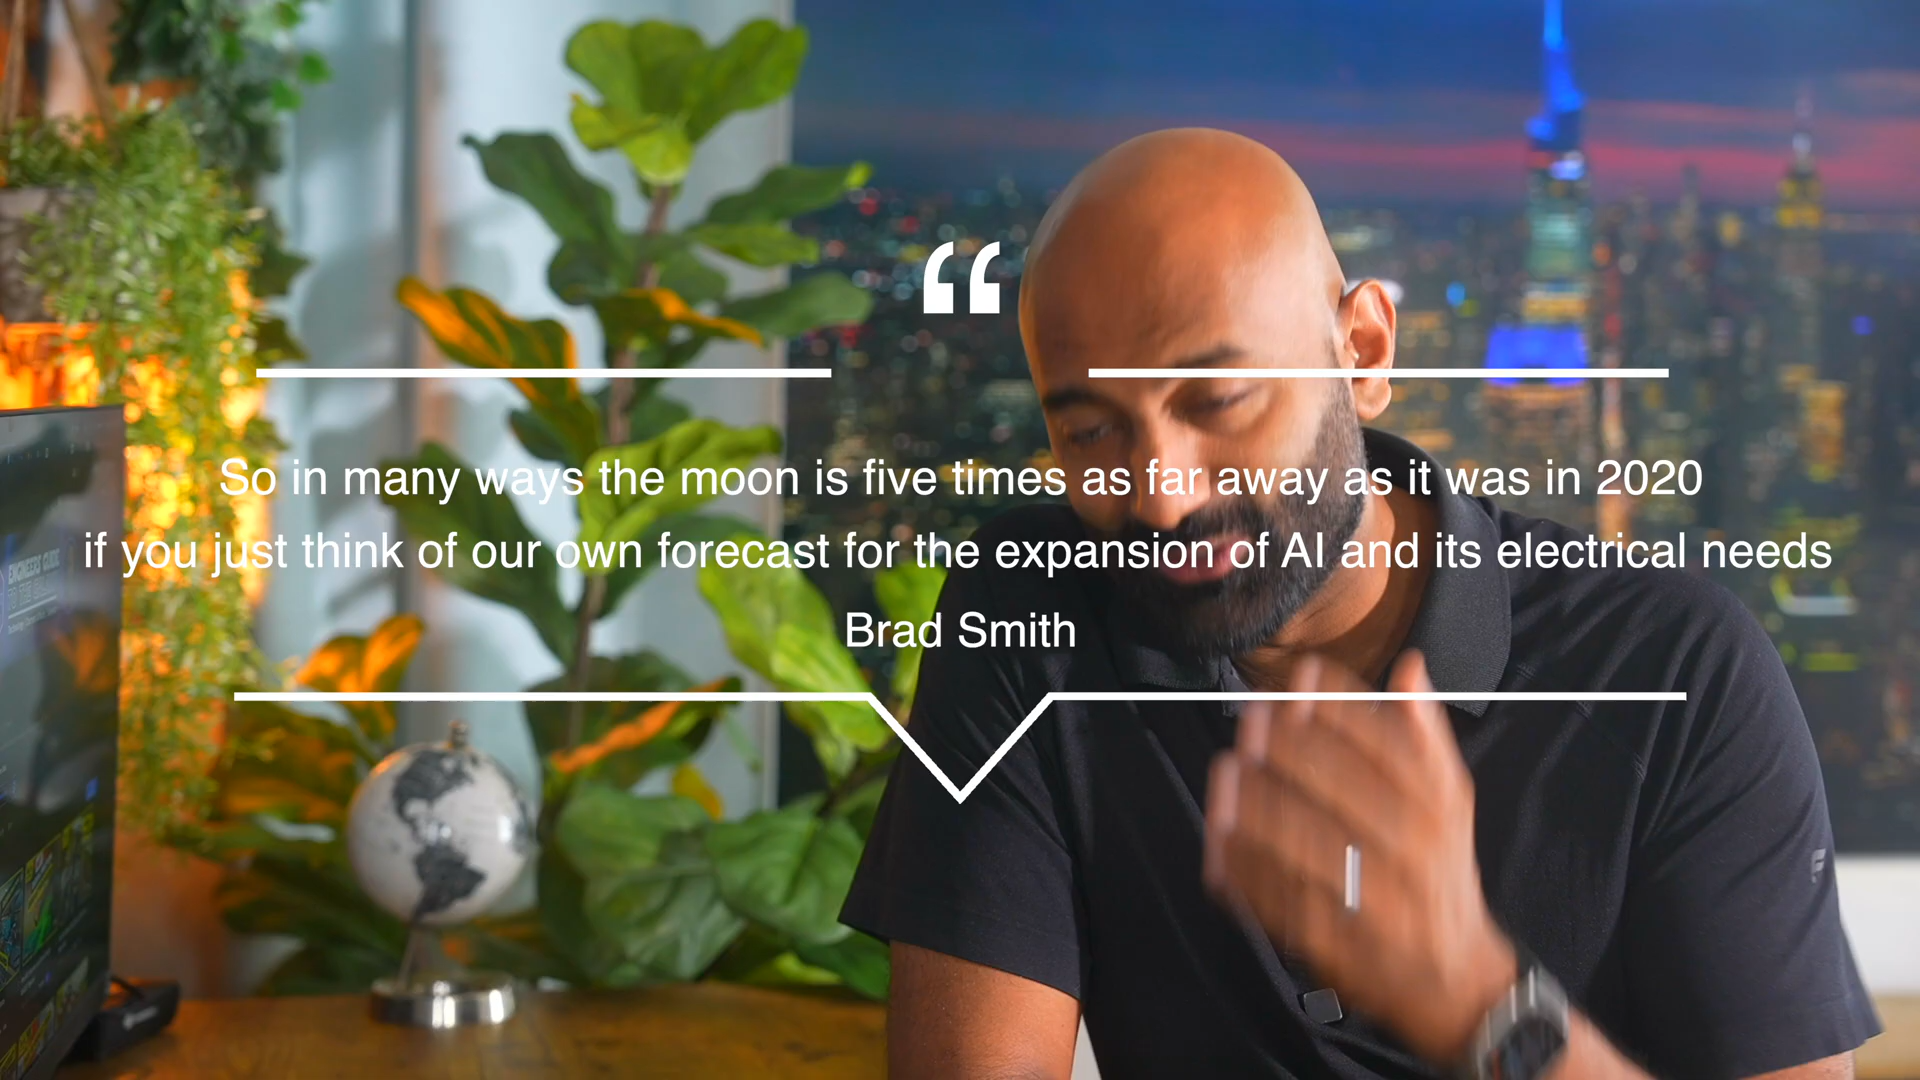 “
So in many ways the moon is five times as far away as it was in 2020
if you just think of our own forecast for the expansion of AI and its electrical needs
Brad Smith